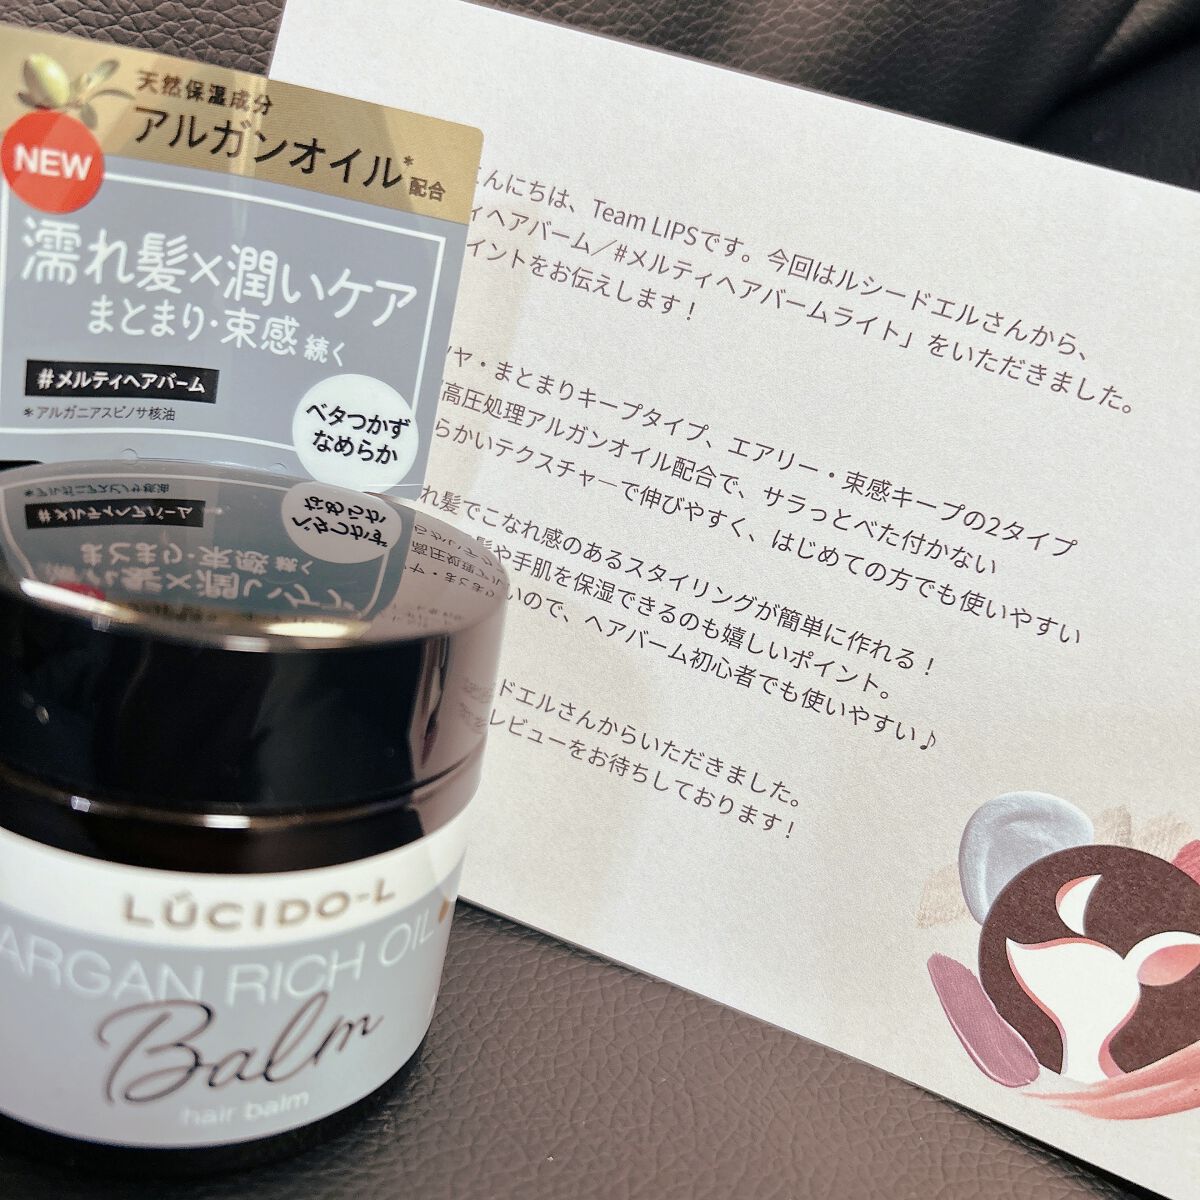 天然保湿成分
アルガンオイル*
配合
NEW
濡れ髪×潤いケア
まとまり・束感 続く
#メルティヘアバーム
*アルガニアスピノサ核油
ベタつかず
なめらか
LÚCIDO-L
ARGAN RICH OIL
Balm
hair balm
こんにちは、Team LIPSです。今回はルシードエルさんから、
ィヘアバーム/#メルティヘアバームライト」をいただきました。
イントをお伝えします!
ヤ・まとまりキープタイプ、エアリー・束感キープの2タイプ
高圧処理アルガンオイル配合で、サラっとべた付かない
らかいテクスチャーで伸びやすく、はじめての方でも使いやすい
れ髪でこなれ感のあるスタイリングが簡単に作れる!
髪や手肌を保湿できるのも嬉しいポイント。
いので、ヘアバーム初心者でも使いやすい♪
ドエルさんからいただきました。
レビューをお待ちしております!